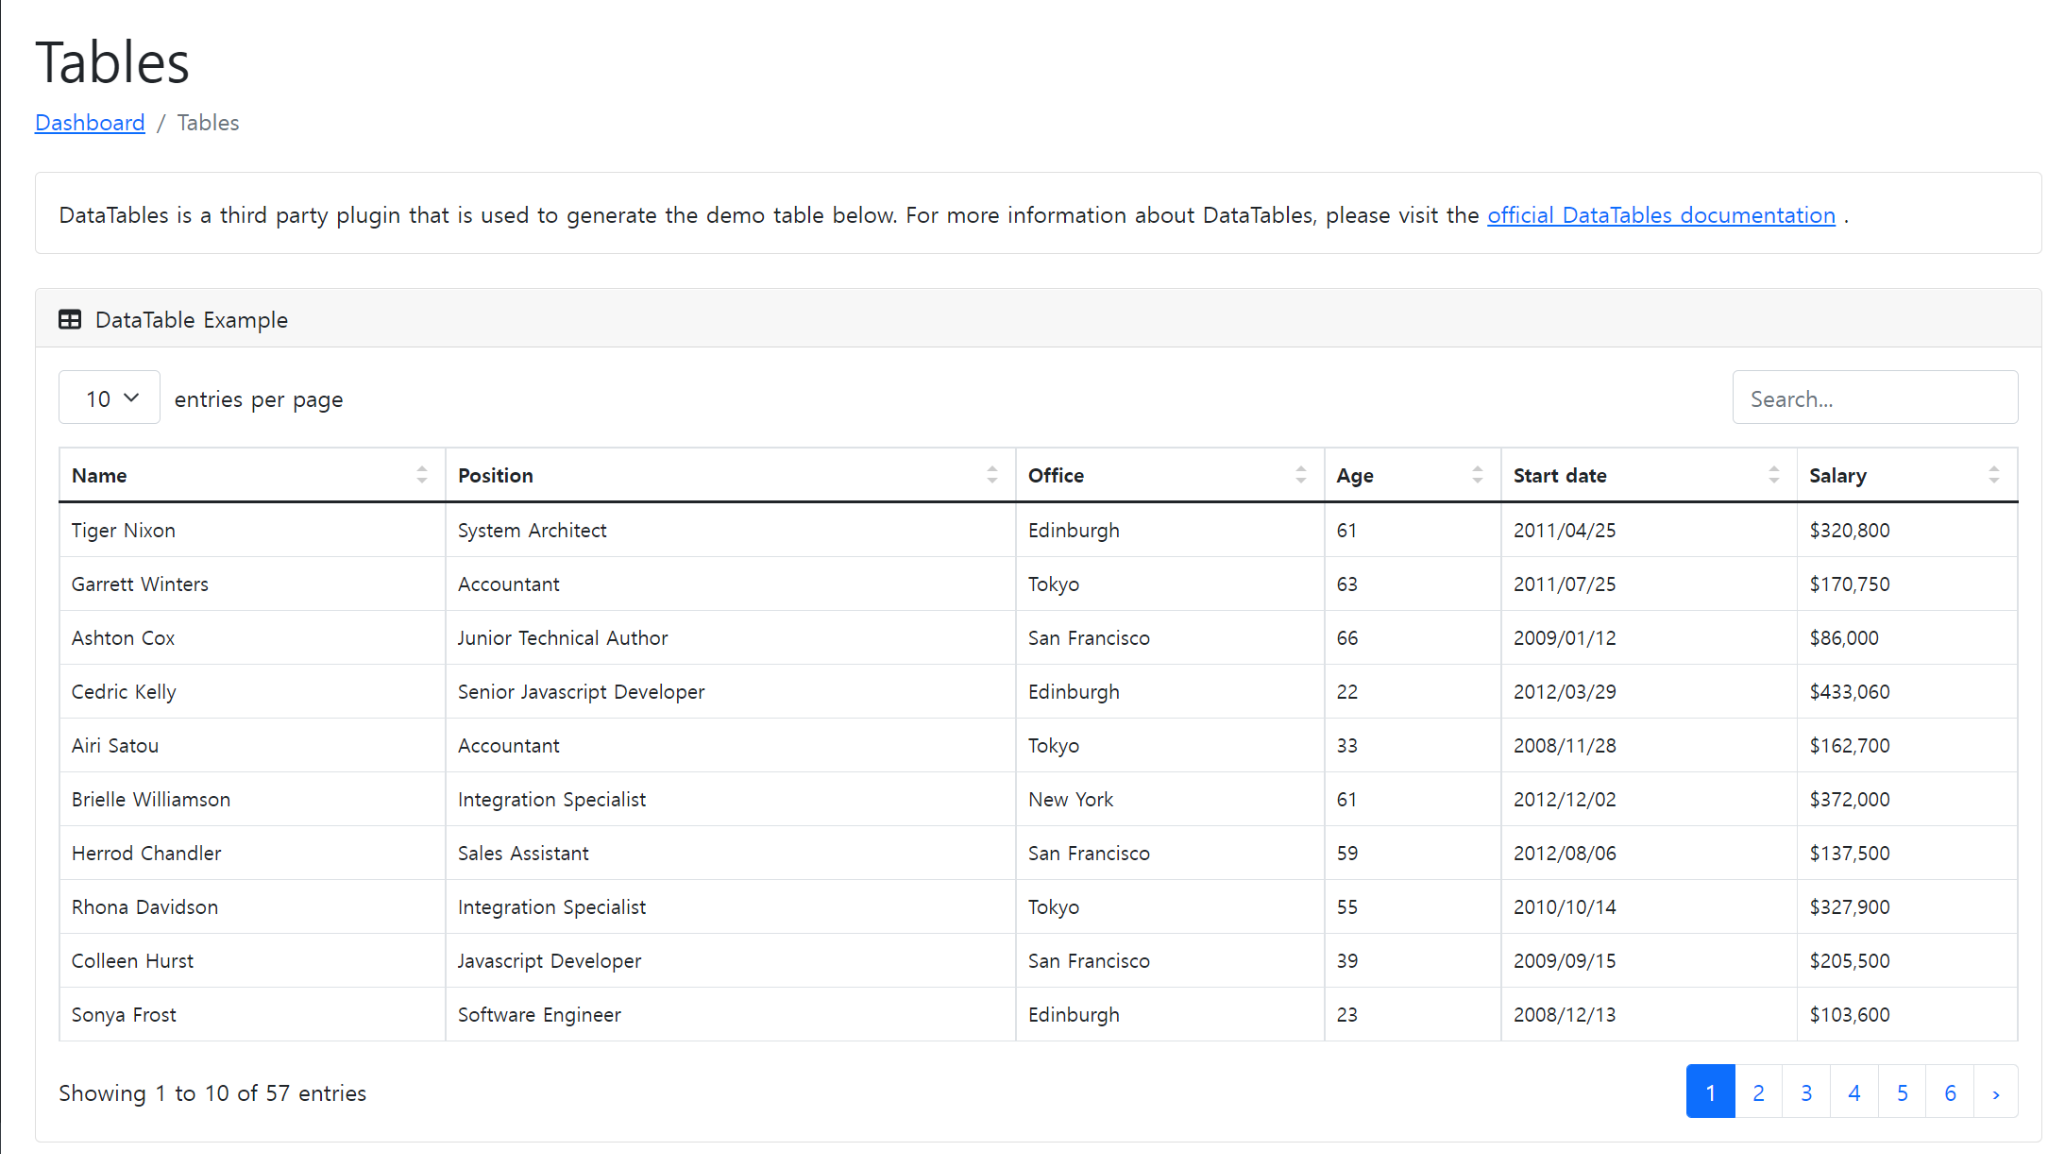 Tables
Dashboard / Tables
DataTables is a third party plugin that is used to generate the demo table below. For more information about DataTables, please visit the official DataTables documentation .
DataTable Example
10 entries per page Search...
Name Position Office Age Start date Salary
Tiger Nixon System Architect Edinburgh 61 2011/04/25 $320,800
Garrett Winters Accountant Tokyo 63 2011/07/25 $170,750
Ashton Cox Junior Technical Author San Francisco 66 2009/01/12 $86,000
Cedric Kelly Senior Javascript Developer Edinburgh 22 2012/03/29 $433,060
Airi Satou Accountant Tokyo 33 2008/11/28 $162,700
Brielle Williamson Integration Specialist New York 61 2012/12/02 $372,000
Herrod Chandler Sales Assistant San Francisco 59 2012/08/06 $137,500
Rhona Davidson Integration Specialist Tokyo 55 2010/10/14 $327,900
Colleen Hurst Javascript Developer San Francisco 39 2009/09/15 $205,500
Sonya Frost Software Engineer Edinburgh 23 2008/12/13 $103,600
Showing 1 to 10 of 57 entries 1 2 3 4 5 6 ›